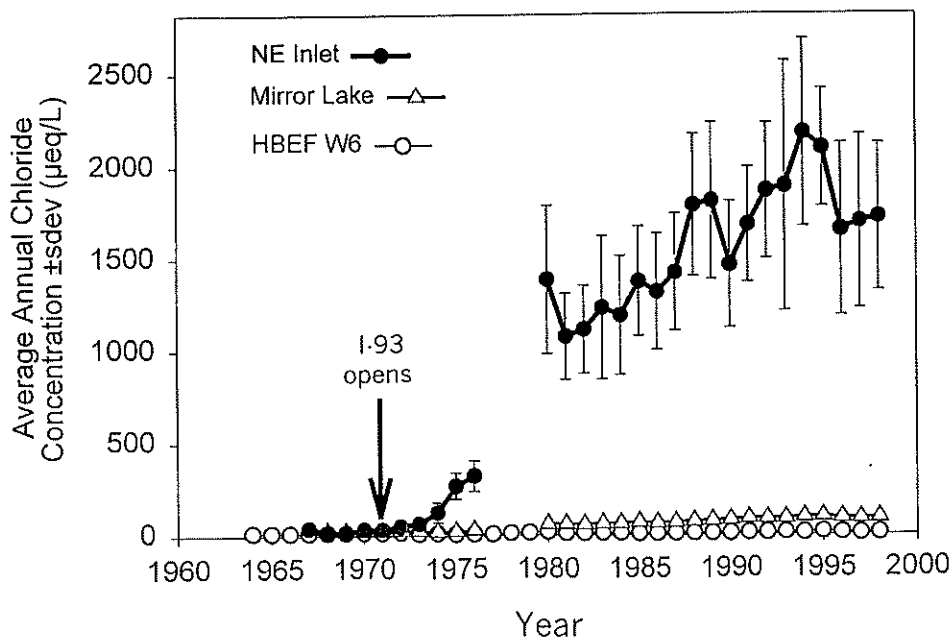 NE Inlet
Mirror Lake
HBEF W6
Average Annual Chloride
Concentration ±sdev (µeq/L)
2500
2000
1500
1000
500
0
I-93
opens
1960 1965 1970 1975 1980 1985 1990 1995 2000
Year